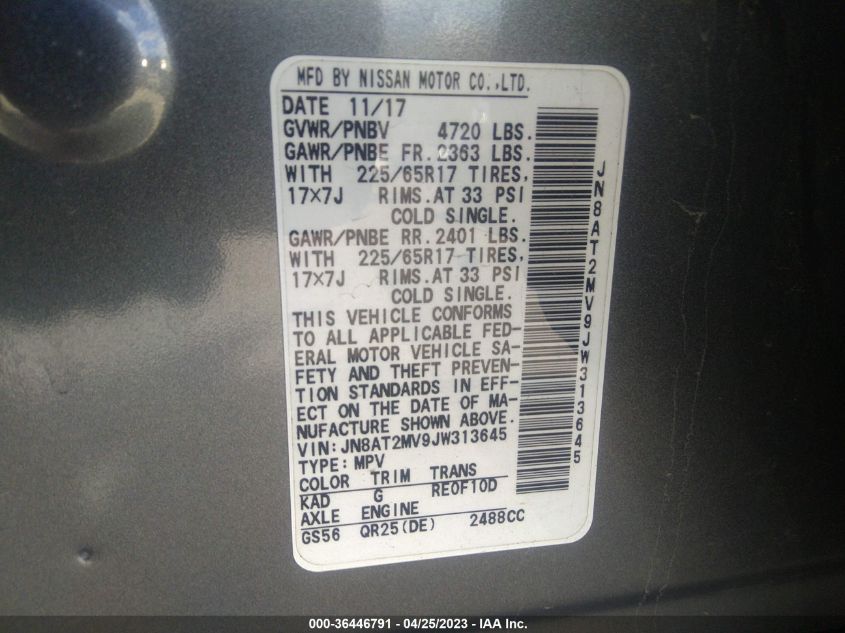 MFD BY NISSAN MOTOR CO.,LTD.
DATE 11/17
GVWR/PNBV 4720 LBS.
GAWR/PNBE FR. 2363 LBS.
WITH 225/65R17 TIRES,
17×7J RIMS. AT 33 PSI
COLD SINGLE.
GAWR/PNBE RR. 2401 LBS.
WITH 225/65R17 TIRES,
17×7J RIMS. AT 33 PSI
COLD SINGLE.
THIS VEHICLE CONFORMS
TO ALL APPLICABLE FED-
ERAL MOTOR VEHICLE SA-
FETY AND THEFT PREVEN-
TION STANDARDS IN EFF-
ECT ON THE DATE OF MA-
NUFACTURE SHOWN ABOVE.
VIN: JN8AT2MV9JW313645
TYPE: MPV
COLOR TRIM TRANS
KAD G RE0F10D
AXLE ENGINE
GS56 QR25(DE) 2488CC
JN8AT2MV9JW313645
000-36446791 - 04/25/2023 - IAA Inc.